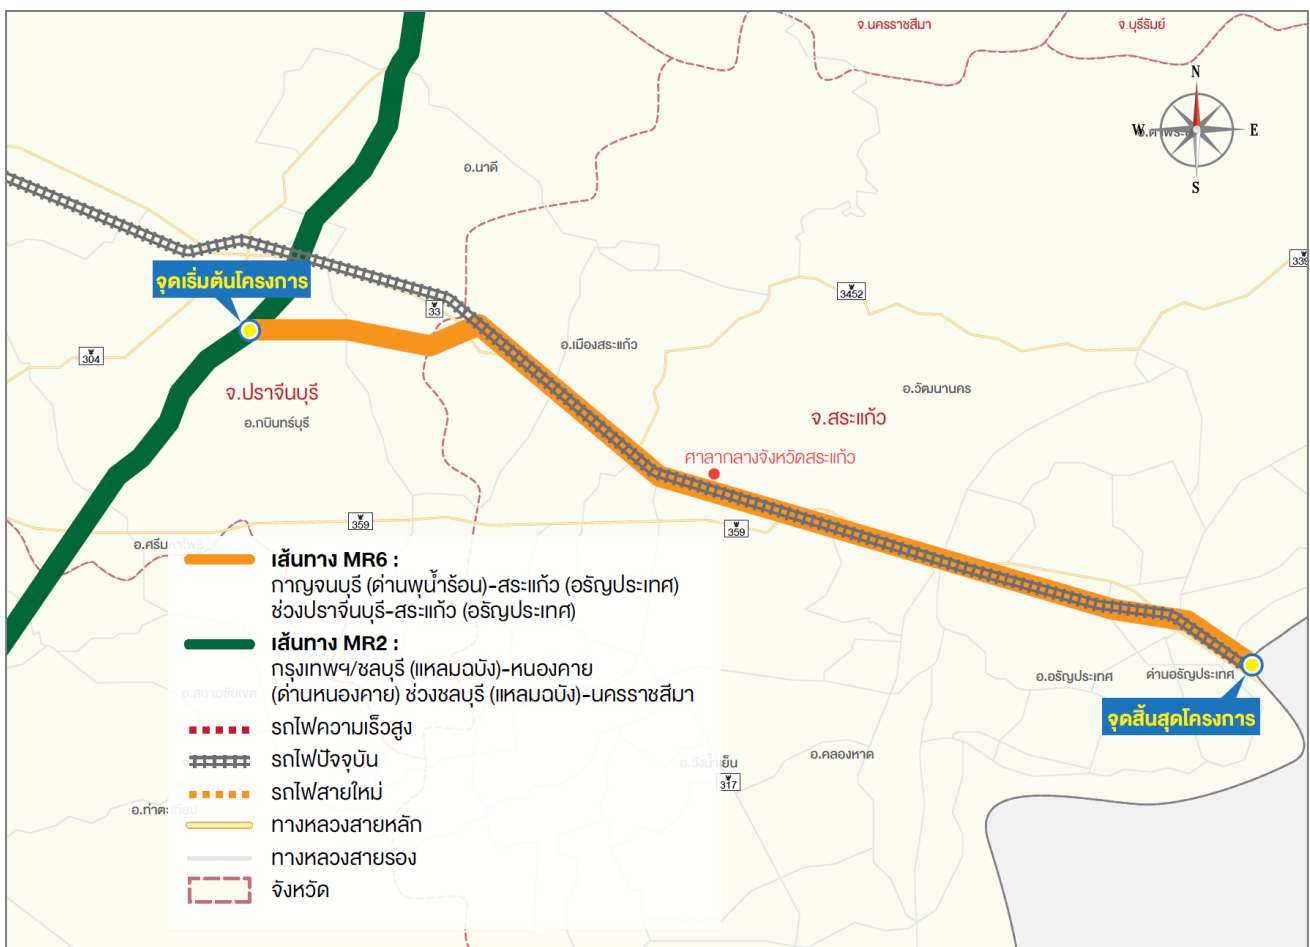 จ.นครราชสีมา
จ.บุรีรัมย์
N
W
E
S
อ.นาดี
จุดเริ่มต้นโครงการ
33
3452
304
อ.เมืองสระแก้ว
จ.ปราจีนบุรี
อ.กบินทร์บุรี
อ.วัฒนานคร
จ.สระแก้ว
ศาลากลางจังหวัดสระแก้ว
359
359
เส้นทาง MR6 :
กาญจนบุรี (ด่านพุน้ำร้อน)-สระแก้ว (อรัญประเทศ)
ช่วงปราจีนบุรี-สระแก้ว (อรัญประเทศ)
เส้นทาง MR2 :
กรุงเทพฯ/ชลบุรี (แหลมฉบัง)-หนองคาย
(ด่านหนองคาย) ช่วงชลบุรี (แหลมฉบัง)-นครราชสีมา
รถไฟความเร็วสูง
รถไฟปัจจุบัน
รถไฟสายใหม่
ทางหลวงสายหลัก
ทางหลวงสายรอง
จังหวัด
อ.อรัญประเทศ
ด่านอรัญประเทศ
จุดสิ้นสุดโครงการ
อ.คลองหาด
อ.วังน้ำเย็น
317